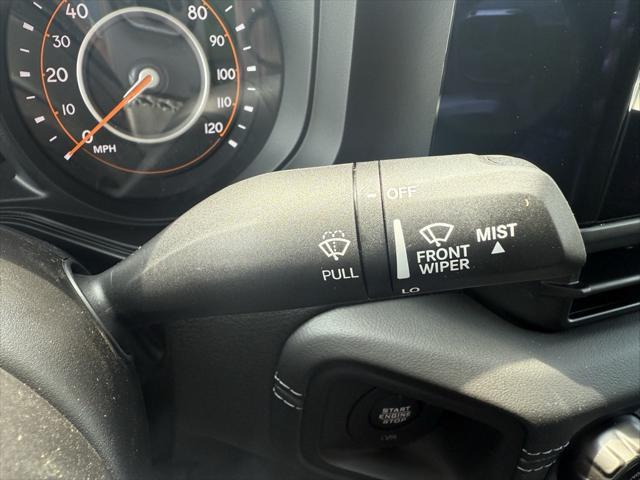 40
30
20
10
0
MPH
80
90
100
110
120
OFF
PULL
FRONT
WIPER
MIST
LO
START
ENGINE
STOP